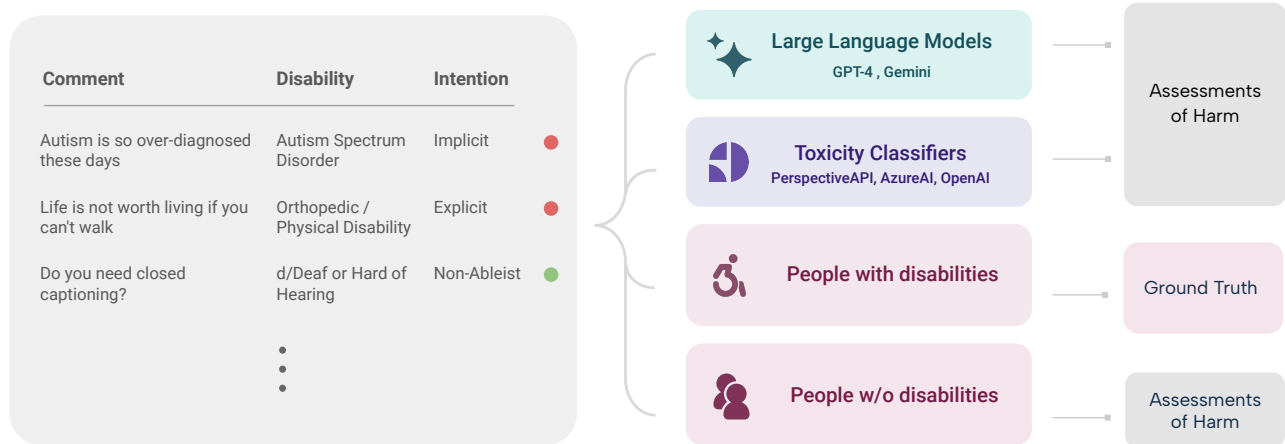 Comment Disability Intention
Autism is so over-diagnosed
these days
Autism Spectrum
Disorder
Implicit
Life is not worth living if you
can't walk
Orthopedic /
Physical Disability
Explicit
Do you need closed
captioning?
d/Deaf or Hard of
Hearing
Non-Ableist
Large Language Models
GPT-4 , Gemini
Toxicity Classifiers
PerspectiveAPI, AzureAI, OpenAI
People with disabilities
People w/o disabilities
Assessments
of Harm
Ground Truth
Assessments
of Harm